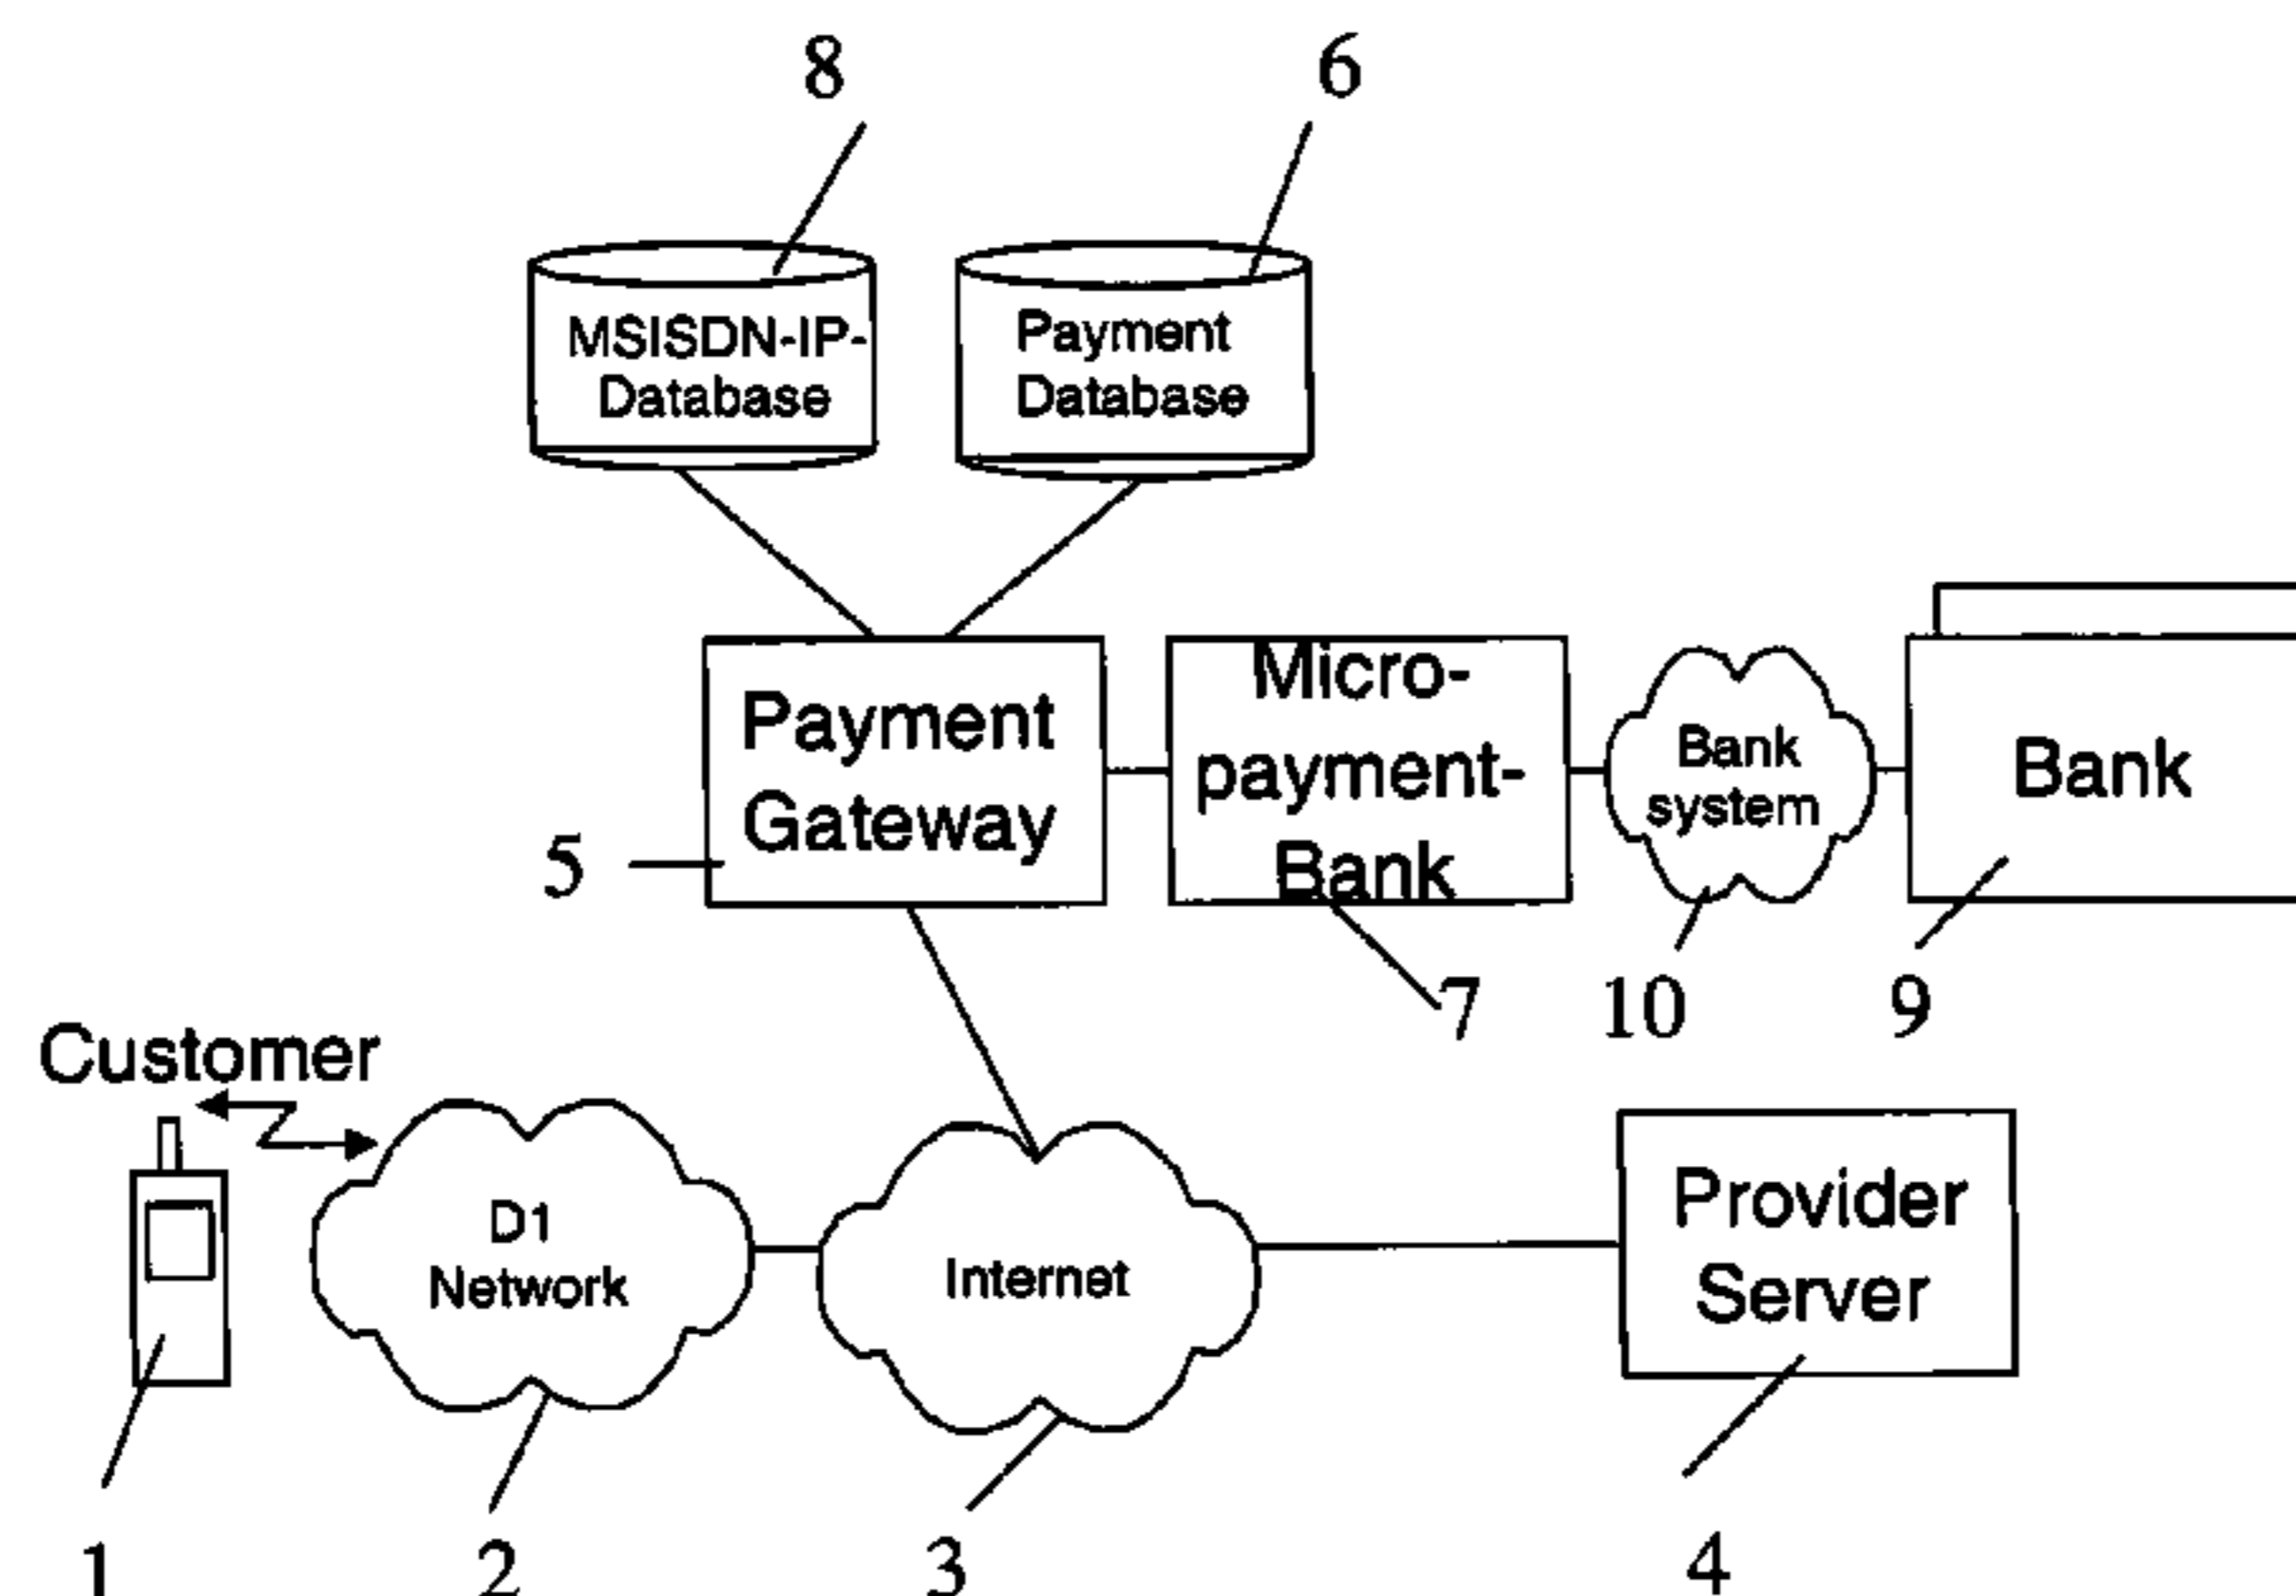 8
6
MSISDN-IP-
Database
Payment
Database
Payment
Gateway
Micro-
payment-
Bank
Bank
system
Bank
5
7
10
9
Customer
D1
Network
Internet
Provider
Server
1
2
3
4